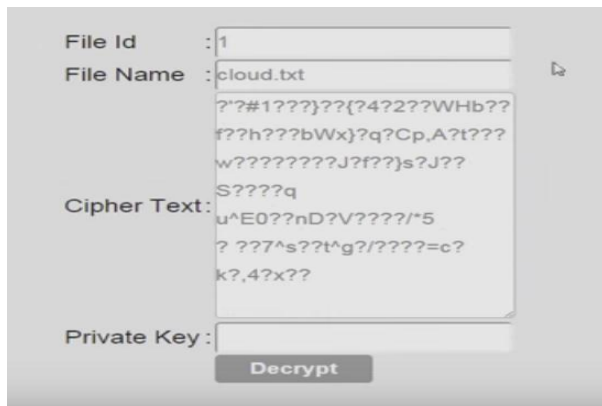 File Id : 1
File Name : cloud.txt
Cipher Text:
?'?#1???}??{?4?2??WHb??
f??h???bWx}?q?Cp,A?t???
w????????J?f??}s?J??
S????q
u^E0??nD?V????/*5
? ??7^s??t^g?/????=c?
k?,4?x??
Private Key :
Decrypt